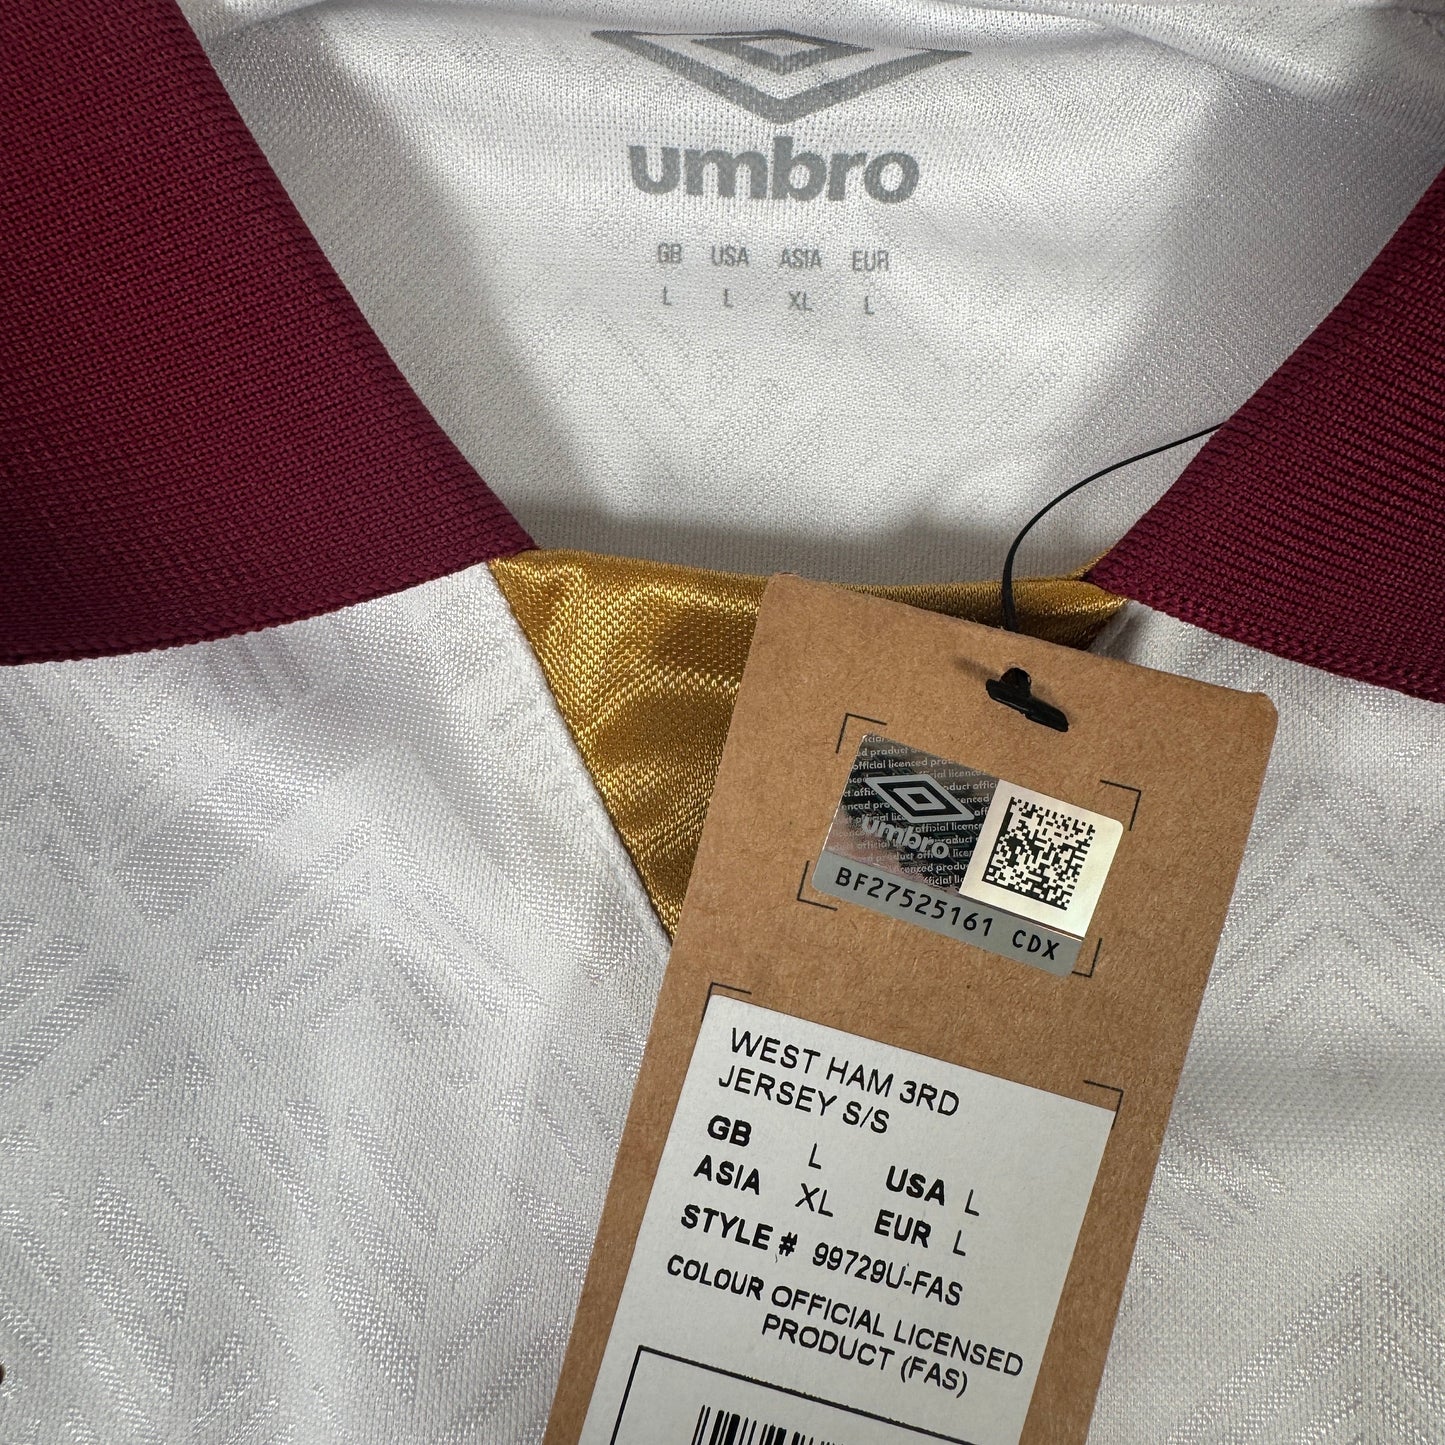 umbro
GB USA ASIA EUR
L L XL L
umbro
BF27525161 CDX
WEST HAM 3RD
JERSEY S/S
GB L USA L
ASIA XL EUR L
STYLE # 99729U-FAS
COLOUR OFFICIAL LICENSED
PRODUCT (FAS)